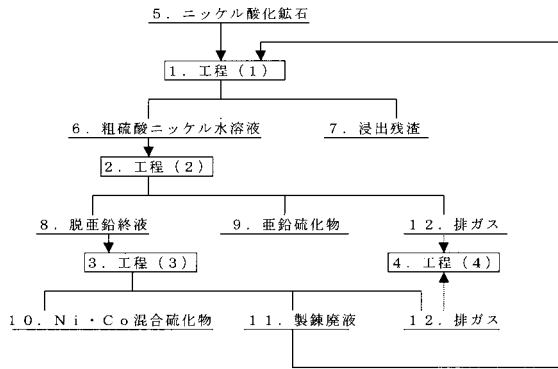 ５．ニッケル酸化鉱石
１．工程（１）
６．粗硫酸ニッケル水溶液
７．浸出残渣
２．工程（２）
８．脱亜鉛終液
９．亜鉛硫化物
１２．排ガス
３．工程（３）
４．工程（４）
１０．Ｎｉ・Ｃｏ混合硫化物
１１．製錬廃液
１２．排ガス